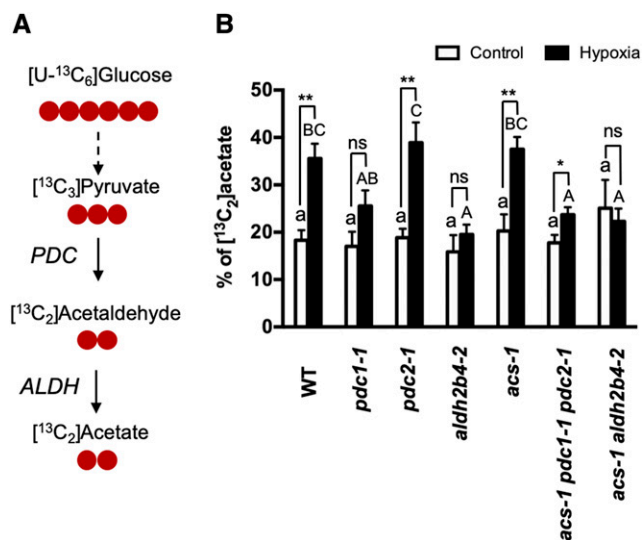 A
[U-¹³C₆]Glucose
[¹³C₃]Pyruvate
PDC
[¹³C₂]Acetaldehyde
ALDH
[¹³C₂]Acetate
B
Control
Hypoxia
% of [¹³C₂]acetate
50
40
30
20
10
0
**
a
BC
ns
a
AB
**
a
C
ns
a
A
**
a
BC
*
a
A
ns
a
A
WT
pdc1-1
pdc2-1
aldh2b4-2
acs-1
acs-1 pdc1-1 pdc2-1
acs-1 aldh2b4-2